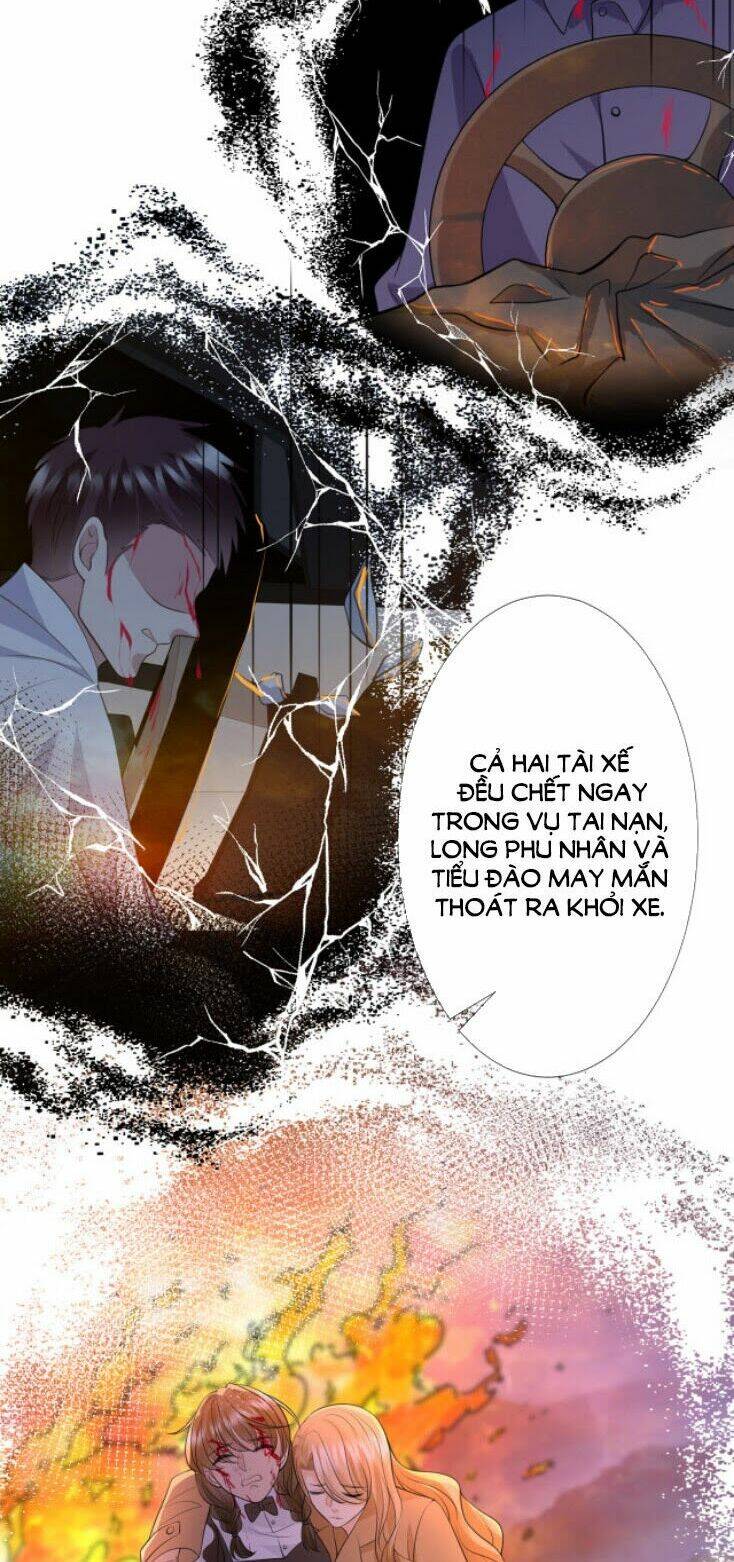 CẢ HAI TÀI XẾ
ĐỀU CHẾT NGAY
TRONG VỤ TAI NẠN,
LONG PHU NHÂN VÀ
TIỂU ĐÀO MAY MẮN
THOÁT RA KHỎI XE.